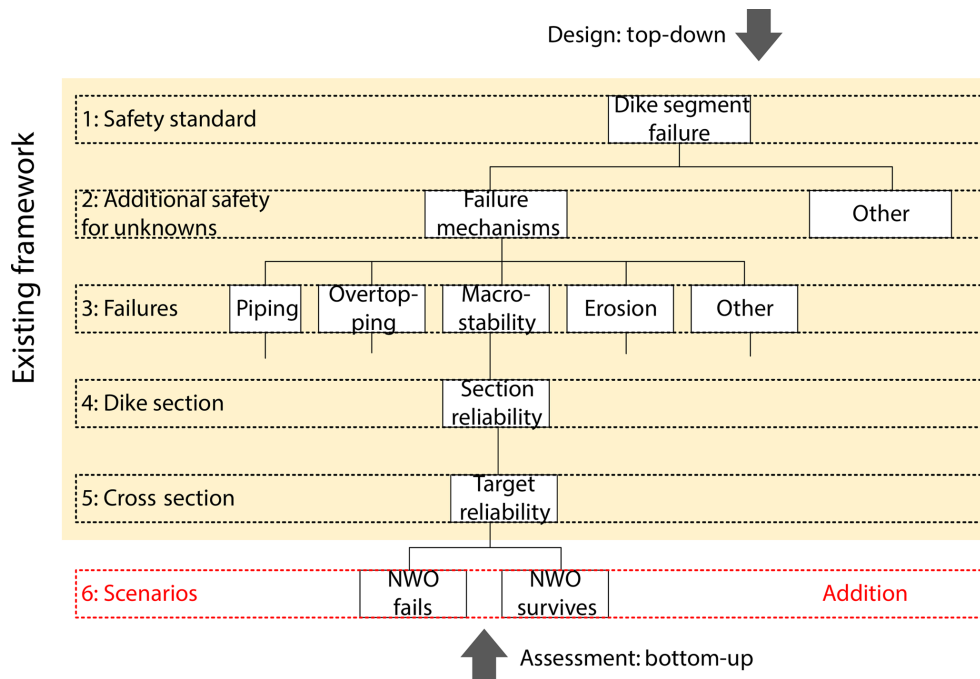 Design: top-down
Existing framework
1: Safety standard
Dike segment
failure
2: Additional safety
for unknowns
Failure
mechanisms
Other
3: Failures
Piping
Overtop-
ping
Macro-
stability
Erosion
Other
4: Dike section
Section
reliability
5: Cross section
Target
reliability
6: Scenarios
NWO
fails
NWO
survives
Addition
Assessment: bottom-up